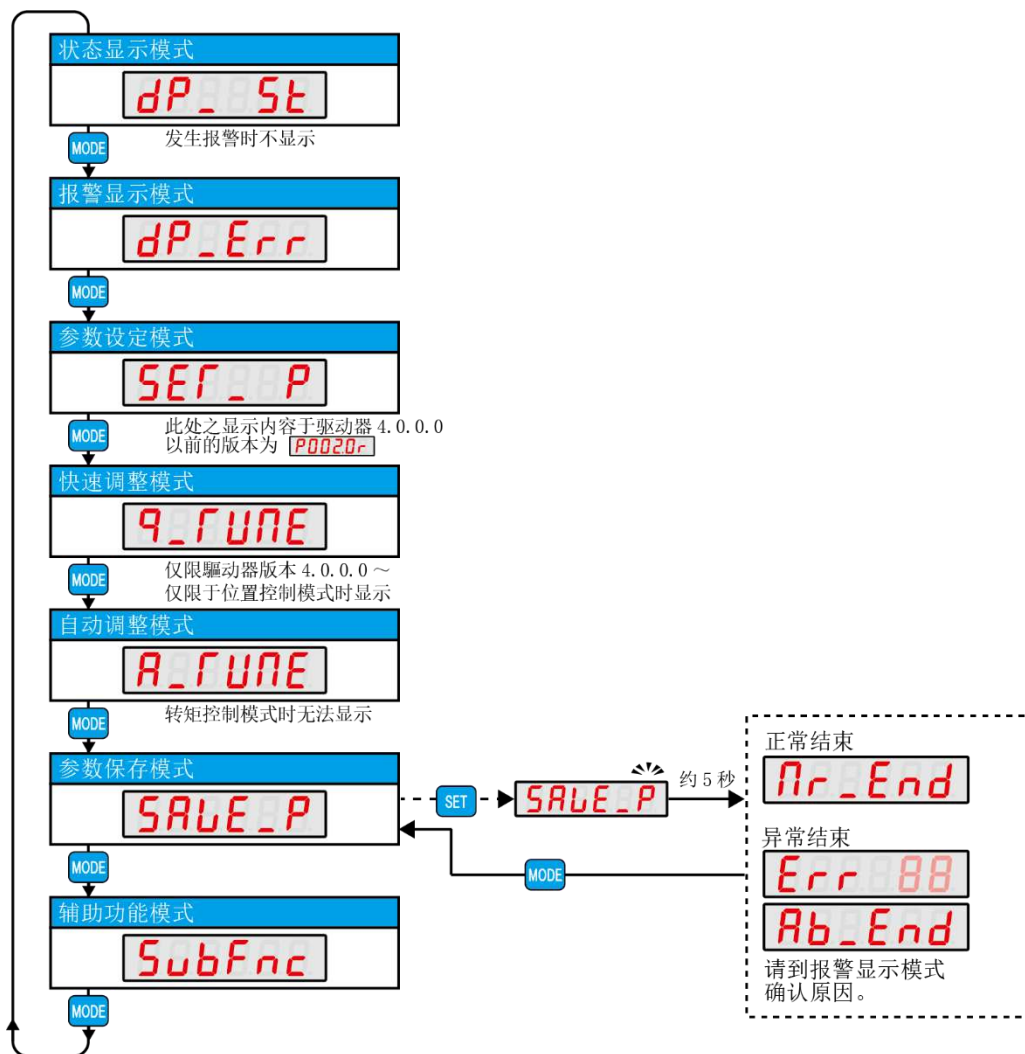 状态显示模式
dP_ St
发生报警时不显示
MODE
报警显示模式
dP_Err
MODE
参数设定模式
SET_ P
MODE
此处之显示内容于驱动器 4.0.0.0
以前的版本为 P002.0r
快速调整模式
q_TUNE
MODE
仅限驅动器版本 4.0.0.0 ～
仅限于位置控制模式时显示
自动调整模式
A_TUNE
MODE
转矩控制模式时无法显示
参数保存模式
SAVE_P
SET
SAVE_P
约 5 秒
MODE
正常结束
Nr_End
异常结束
Err 88
Ab_End
请到报警显示模式
确认原因。
MODE
辅助功能模式
SubFnc
MODE